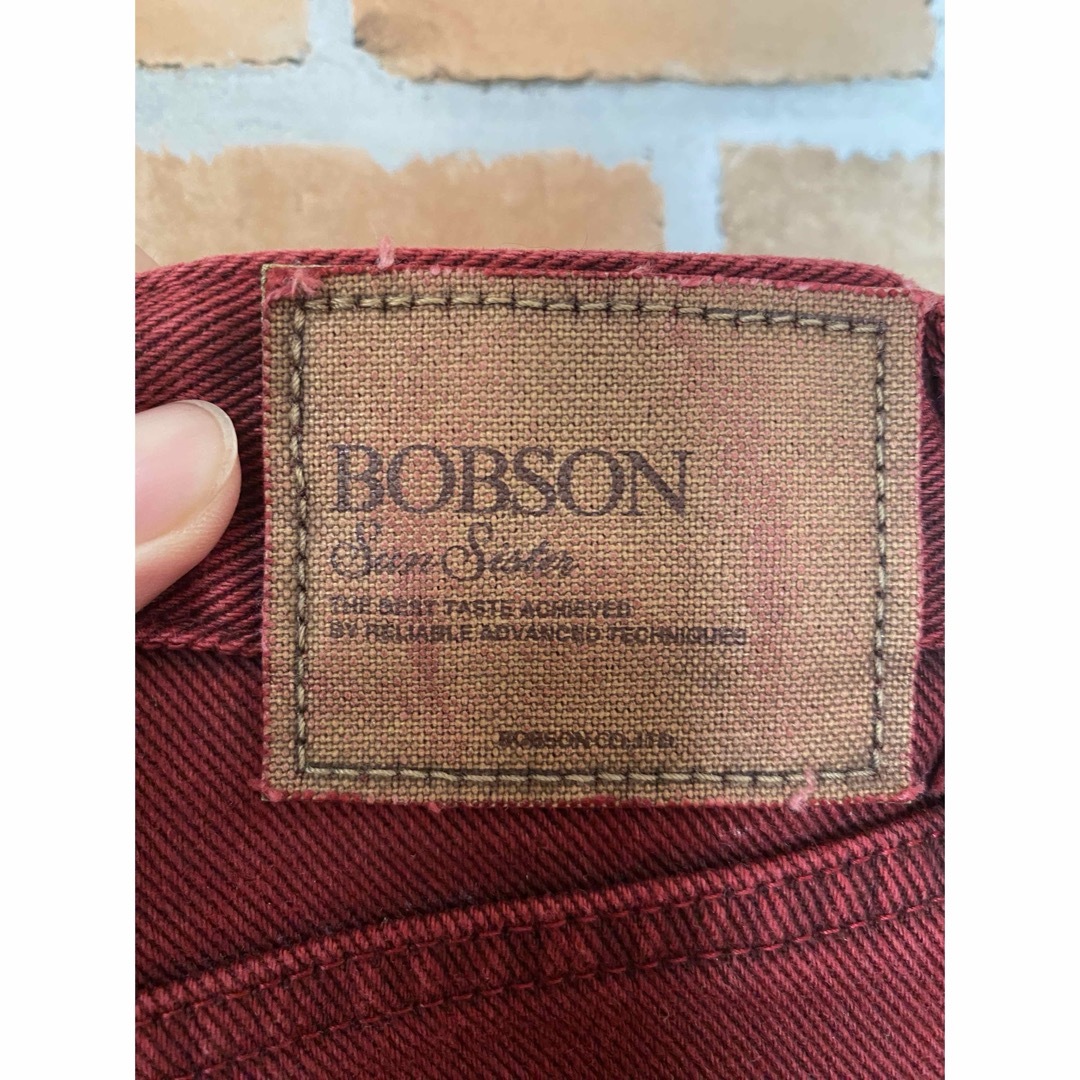 BOBSON
Sun Sister
THE BEST TASTE ACHIEVED
BY RELIABLE ADVANCED TECHNIQUES
BOBSON CO.,LTD.